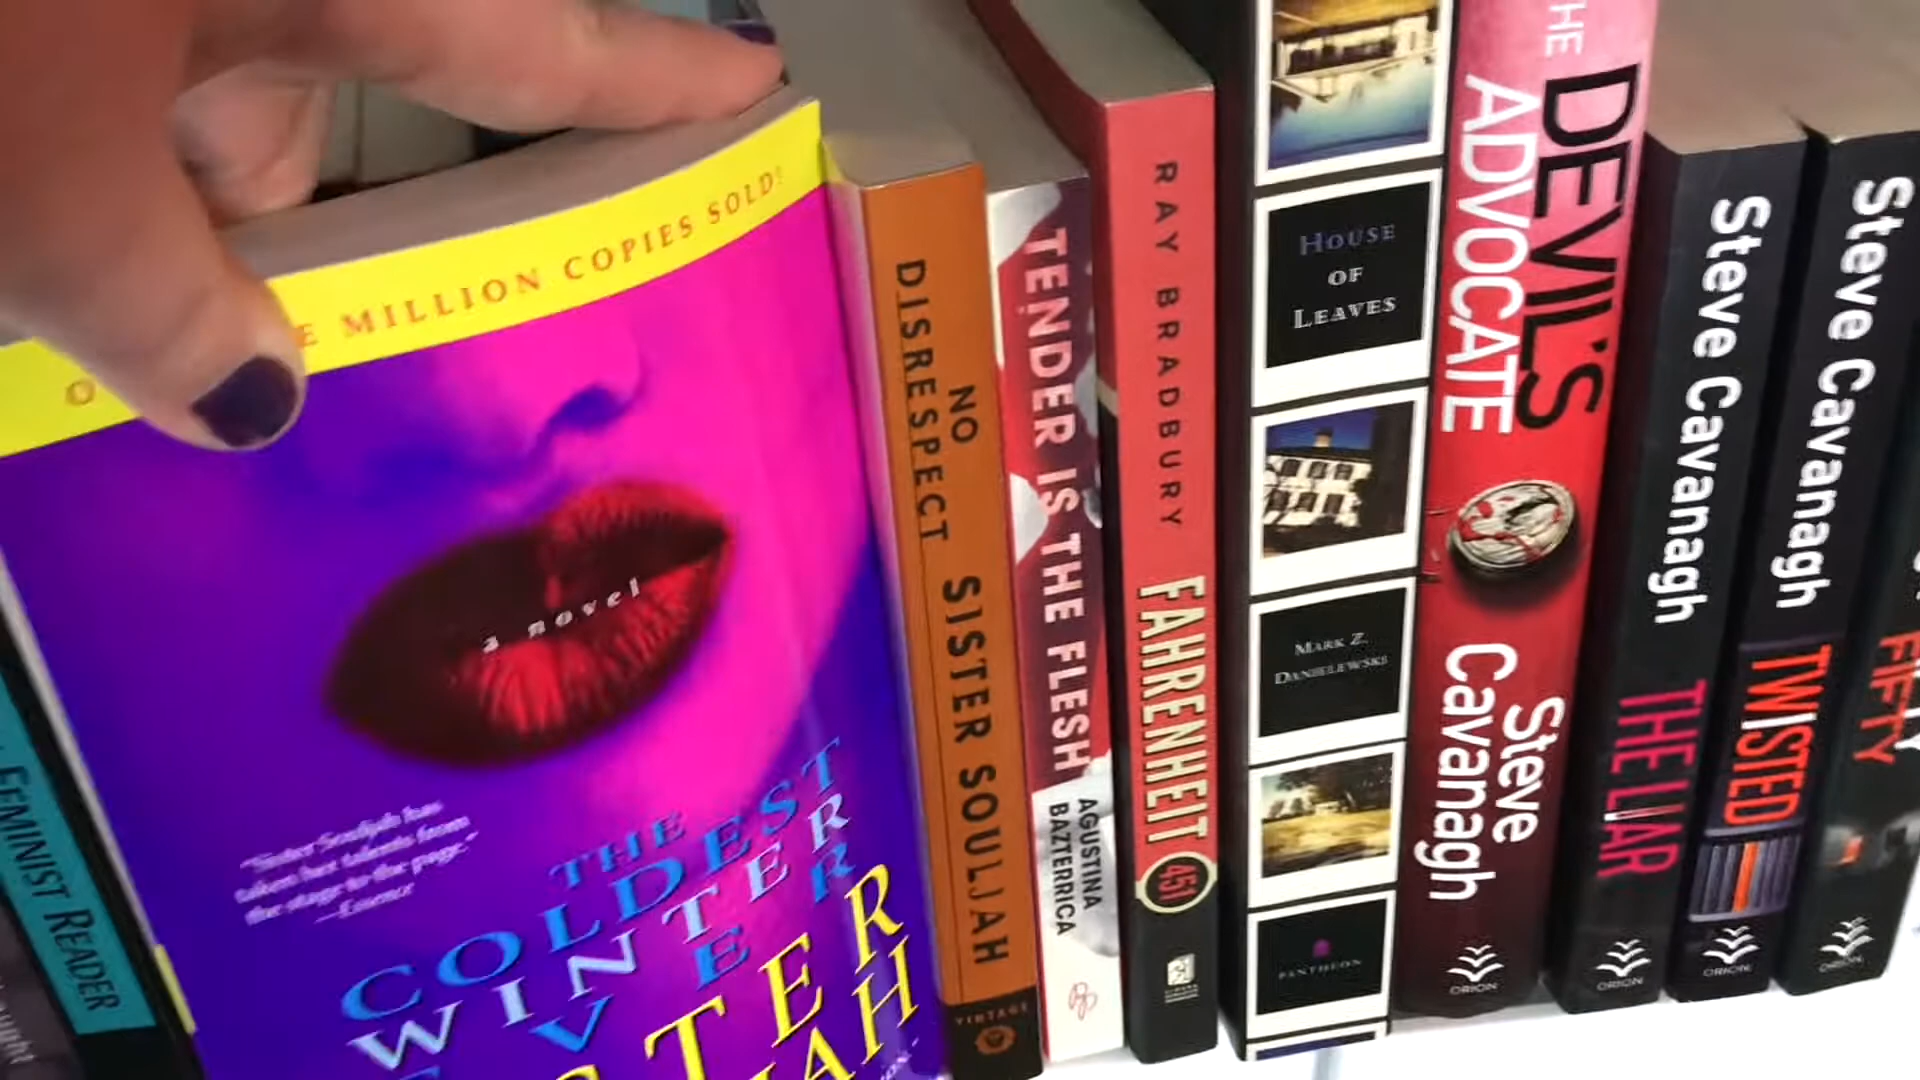 FEMINIST READER
E MILLION COPIES SOLD!
a novel
"Sister Souljah has
taken her talents from
the stage to the page."
—Essence
THE
COLDEST
WINTER
EVER
NO
DISRESPECT
SISTER SOULJAH
VINTAGE
TENDER IS THE FLESH
AGUSTINA
BAZTERRICA
RAY BRADBURY
FAHRENHEIT
451
HOUSE
OF
LEAVES
MARK Z.
DANIELEWSKI
PANTHEON
THE
DEVIL'S
ADVOCATE
Steve
Cavanagh
ORION
Steve Cavanagh
THE LIAR
ORION
Steve Cavanagh
TWISTED
ORION
FIFTY
ORION